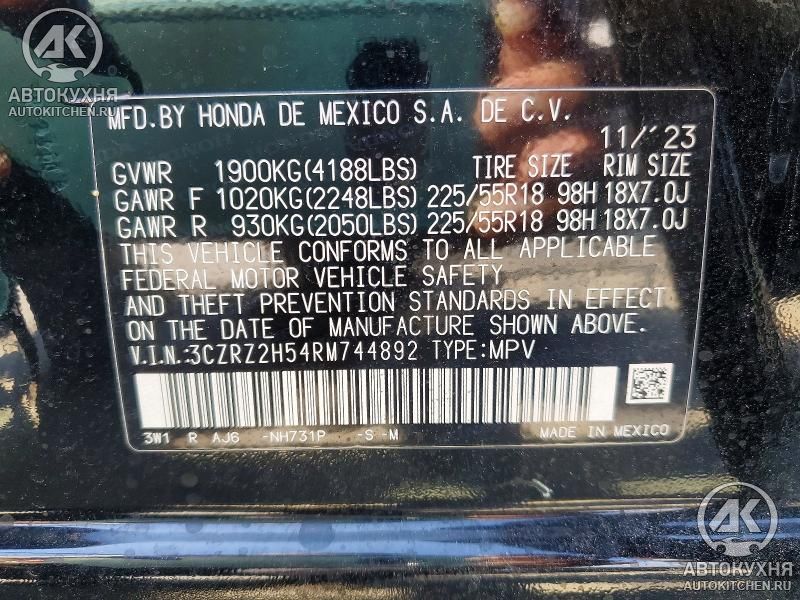 AK
АВТОКУХНЯ
AUTOKITCHEN.RU
MFD.BY HONDA DE MEXICO S.A. DE C.V.
11/'23
GVWR 1900KG(4188LBS) TIRE SIZE RIM SIZE
GAWR F 1020KG(2248LBS) 225/55R18 98H 18X7.0J
GAWR R 930KG(2050LBS) 225/55R18 98H 18X7.0J
THIS VEHICLE CONFORMS TO ALL APPLICABLE
FEDERAL MOTOR VEHICLE SAFETY
AND THEFT PREVENTION STANDARDS IN EFFECT
ON THE DATE OF MANUFACTURE SHOWN ABOVE.
V.I.N.:3CZRZ2H54RM744892 TYPE:MPV
3W1 R AJ6 -NH731P -S-M MADE IN MEXICO
AK
АВТОКУХНЯ
AUTOKITCHEN.RU